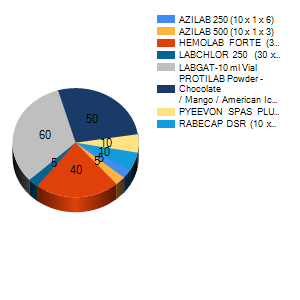 AZILAB 250 (10 x 1 x 6)
AZILAB 500 (10 x 1 x 3)
HEMOLAB FORTE (3...
LABCHLOR 250 (30 x...
LABGAT-10 ml Vial
PROTILAB Powder -
Chocolate
/ Mango / American Ic...
PYEEVON SPAS PLU...
RABECAP DSR (10 x...
50
10
10
5
5
40
5
60